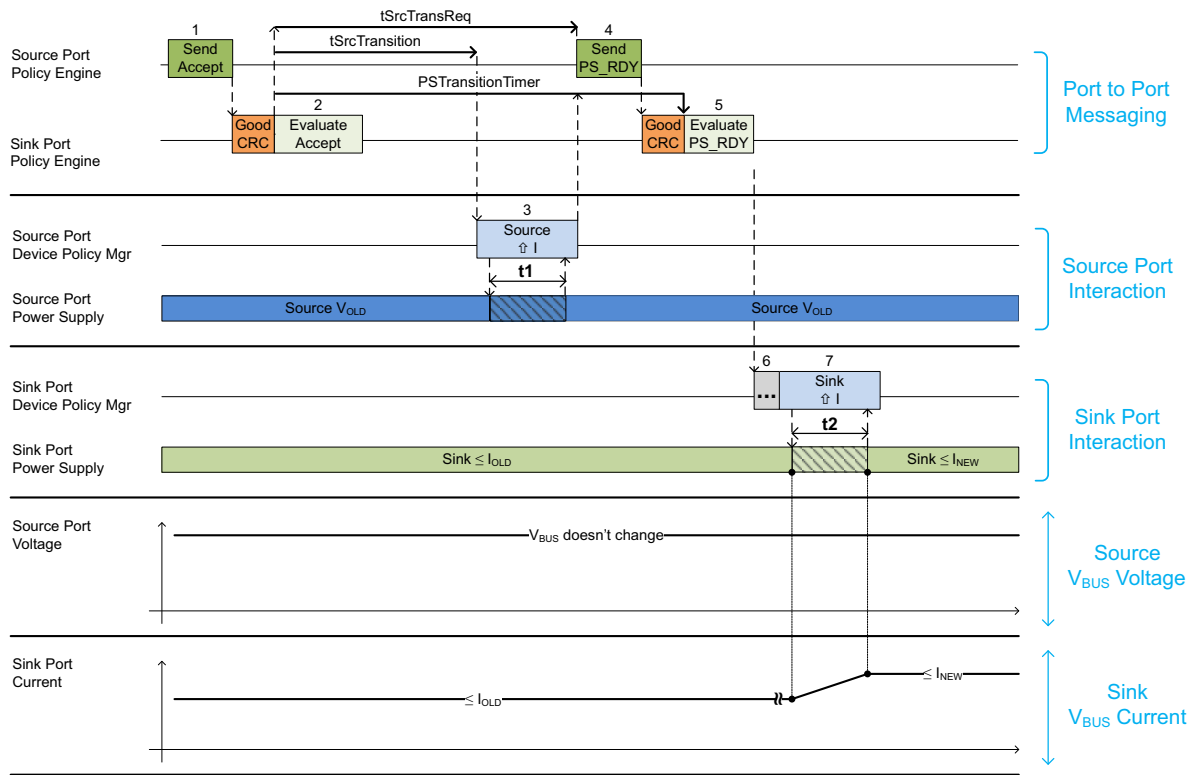 tSrcTransReq
1
4
Source Port
Policy Engine
Send
Accept
tSrcTransition
Send
PS_RDY
PSTransitionTimer
2
5
Sink Port
Policy Engine
Good
CRC
Evaluate
Accept
Good
CRC
Evaluate
PS_RDY
Port to Port
Messaging
3
Source Port
Device Policy Mgr
Source
⇧ I
t1
Source Port
Power Supply
Source VOLD
Source VOLD
Source Port
Interaction
6
7
Sink Port
Device Policy Mgr
...
Sink
⇧ I
t2
Sink Port
Power Supply
Sink ≤ IOLD
Sink ≤ INEW
Sink Port
Interaction
Source Port
Voltage
VBUS doesn't change
Source
VBUS Voltage
Sink Port
Current
≤ IOLD
≤ INEW
Sink
VBUS Current